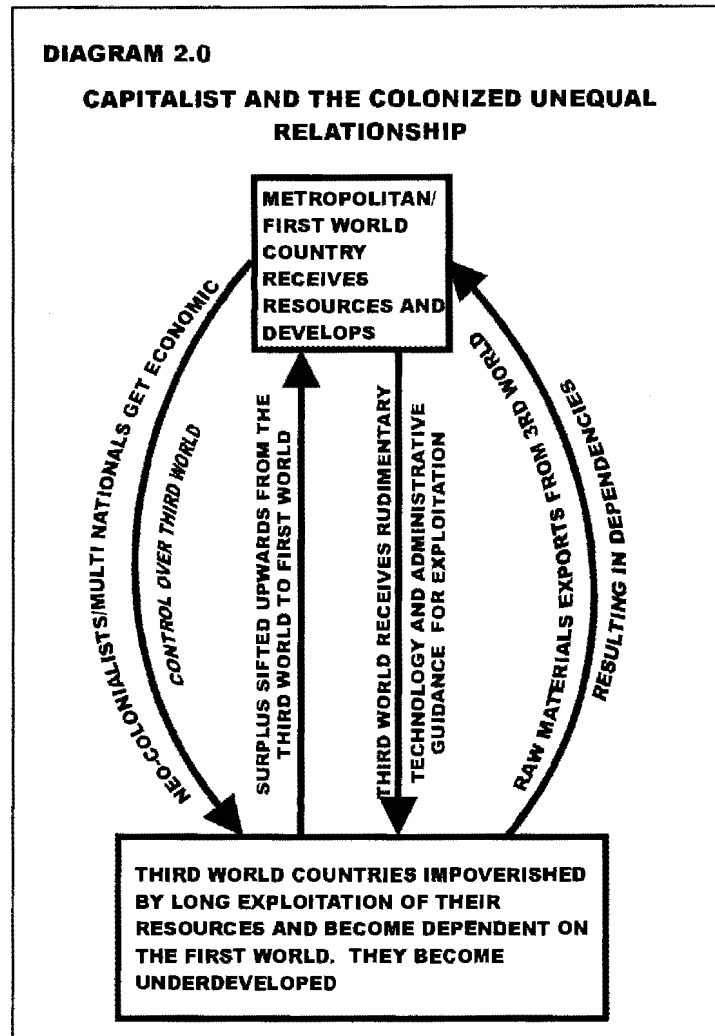 DIAGRAM 2.0
CAPITALIST AND THE COLONIZED UNEQUAL
RELATIONSHIP
METROPOLITAN/
FIRST WORLD
COUNTRY
RECEIVES
RESOURCES AND
DEVELOPS
NEO-COLONIALISTS/MULTI NATIONALS GET ECONOMIC
CONTROL OVER THIRD WORLD
SURPLUS SIFTED UPWARDS FROM THE
THIRD WORLD TO FIRST WORLD
THIRD WORLD RECEIVES RUDIMENTARY
TECHNOLOGY AND ADMINISTRATIVE
GUIDANCE FOR EXPLOITATION
RAW MATERIALS EXPORTS FROM 3RD WORLD
RESULTING IN DEPENDENCIES
THIRD WORLD COUNTRIES IMPOVERISHED
BY LONG EXPLOITATION OF THEIR
RESOURCES AND BECOME DEPENDENT ON
THE FIRST WORLD. THEY BECOME
UNDERDEVELOPED